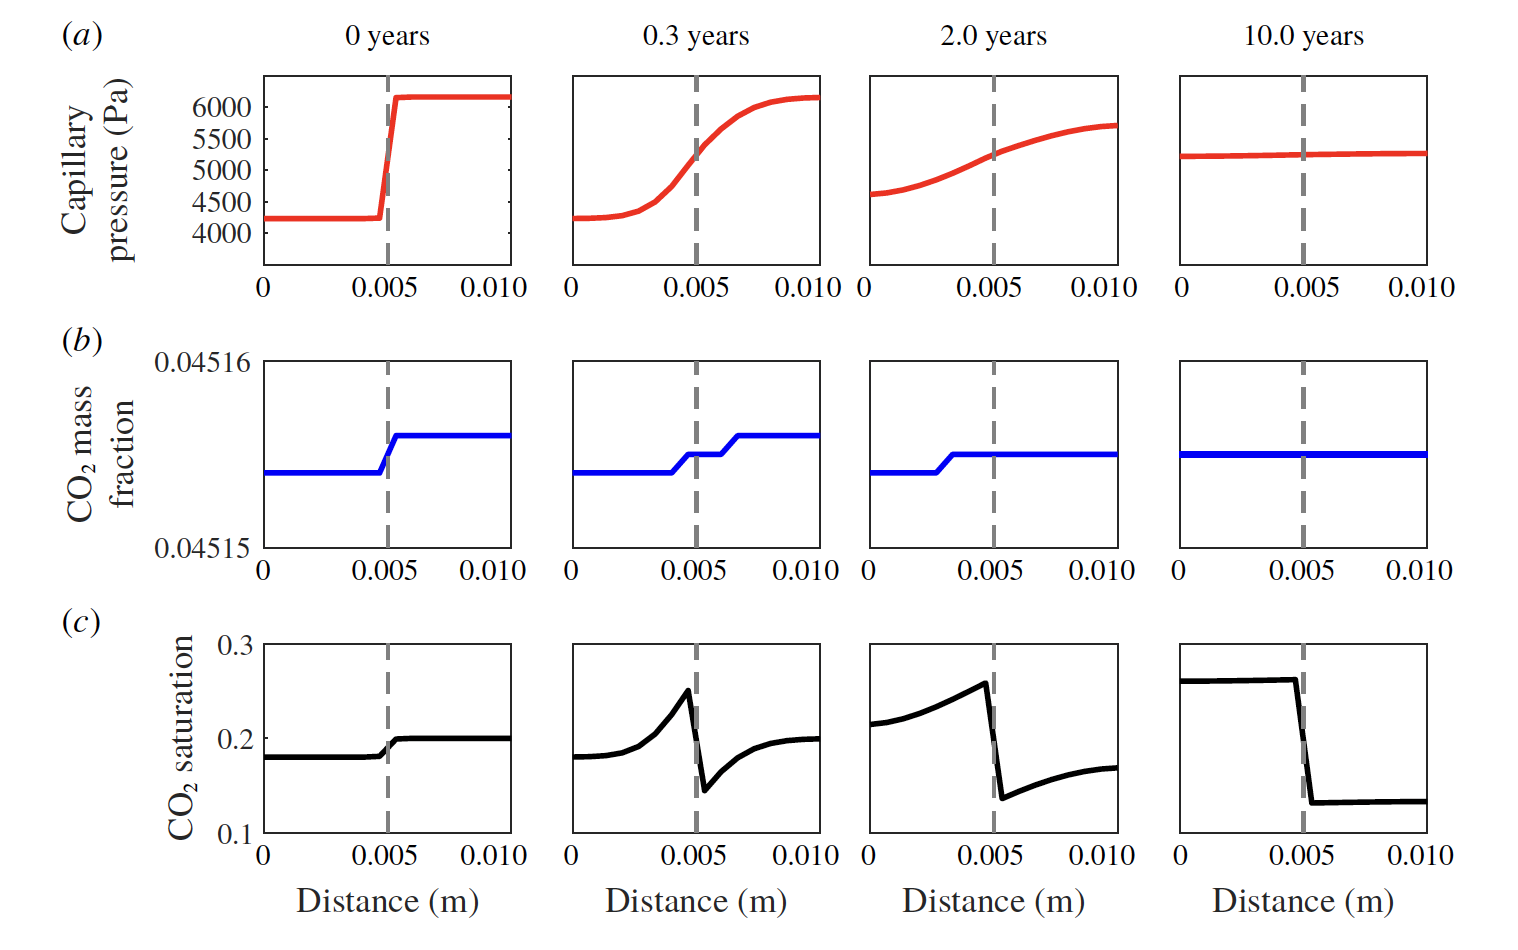 (a)
0 years
0.3 years
2.0 years
10.0 years
Capillary
pressure (Pa)
6000
5500
5000
4500
4000
0 0.005 0.010
0 0.005 0.010
0 0.005 0.010
0 0.005 0.010
(b)
CO₂ mass
fraction
0.04516
0.04515
0 0.005 0.010
0 0.005 0.010
0 0.005 0.010
0 0.005 0.010
(c)
CO₂ saturation
0.3
0.2
0.1
0 0.005 0.010
0 0.005 0.010
0 0.005 0.010
0 0.005 0.010
Distance (m)
Distance (m)
Distance (m)
Distance (m)